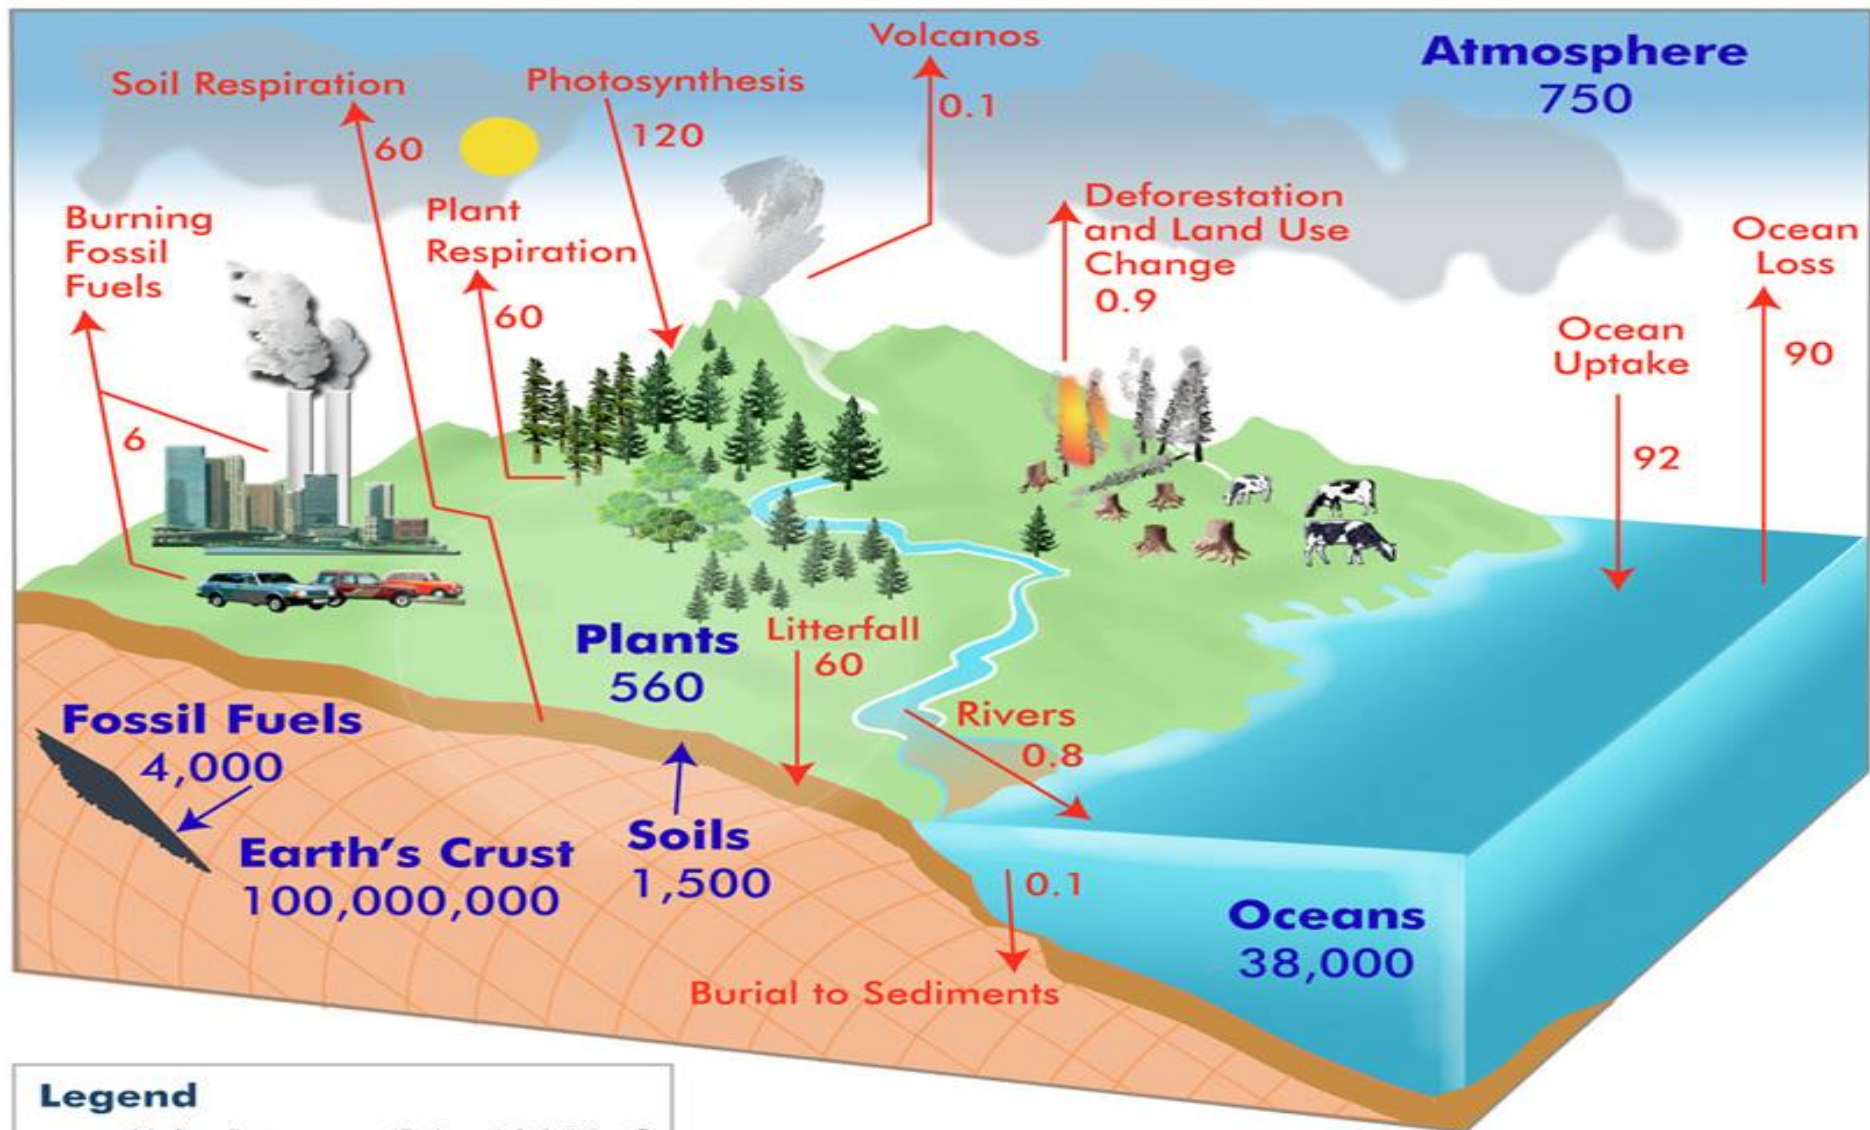 Volcanos
0.1
Atmosphere
750
Soil Respiration
60
Photosynthesis
120
Burning
Fossil
Fuels
6
Plant
Respiration
60
Deforestation
and Land Use
Change
0.9
Ocean
Loss
90
Ocean
Uptake
92
Plants
560
Litterfall
60
Rivers
0.8
Fossil Fuels
4,000
Earth's Crust
100,000,000
Soils
1,500
0.1
Burial to Sediments
Oceans
38,000
Legend